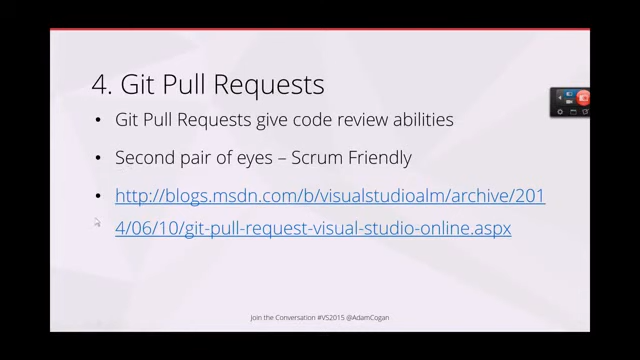 4. Git Pull Requests
• Git Pull Requests give code review abilities
• Second pair of eyes – Scrum Friendly
• http://blogs.msdn.com/b/visualstudioalm/archive/201
4/06/10/git-pull-request-visual-studio-online.aspx
Join the Conversation #VS2015 @AdamCogan